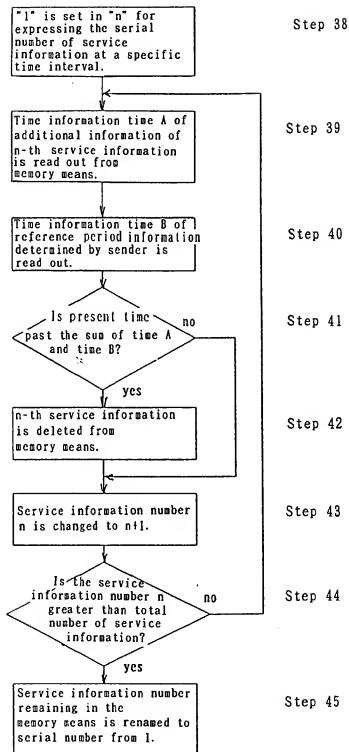 "1" is set in "n" for
expressing the serial
number of service
information at a specific
time interval.
Step 38
Time information time A of
additional information of
n-th service information
is read out from
memory means.
Step 39
Time information time B of
reference period information
determined by sender is
read out.
Step 40
Is present time
past the sum of time A
and time B?
no
Step 41
yes
n-th service information
is deleted from
memory means.
Step 42
Service information number
n is changed to n+1.
Step 43
Is the service
information number n
greater than total
number of service
information?
no
Step 44
yes
Service information number
remaining in the
memory means is renamed to
serial number from 1.
Step 45